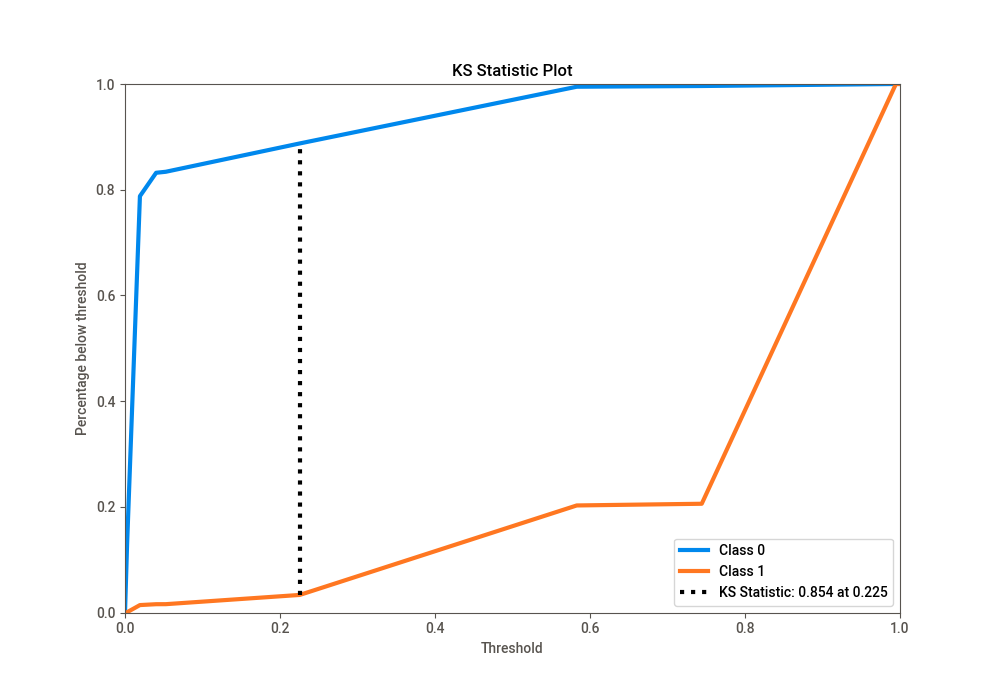 KS Statistic Plot
1.0
0.8
0.6
0.4
0.2
0.0
Percentage below threshold
0.0 0.2 0.4 0.6 0.8 1.0
Threshold
Class 0
Class 1
KS Statistic: 0.854 at 0.225